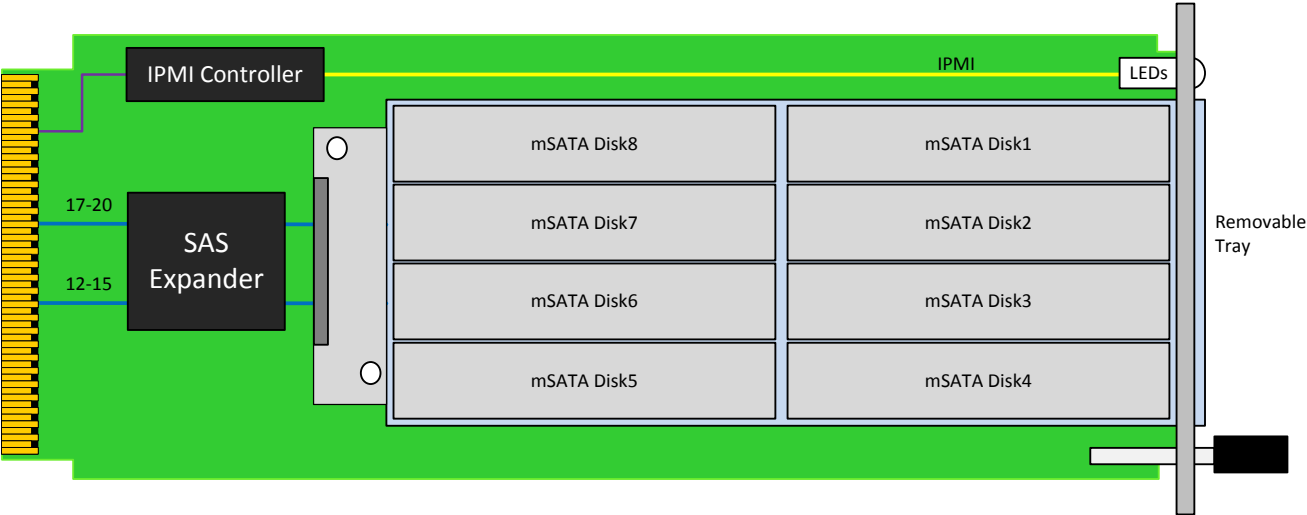 IPMI Controller
IPMI
LEDs
mSATA Disk8
mSATA Disk1
17-20
SAS
Expander
12-15
mSATA Disk7
mSATA Disk2
Removable
Tray
mSATA Disk6
mSATA Disk3
mSATA Disk5
mSATA Disk4